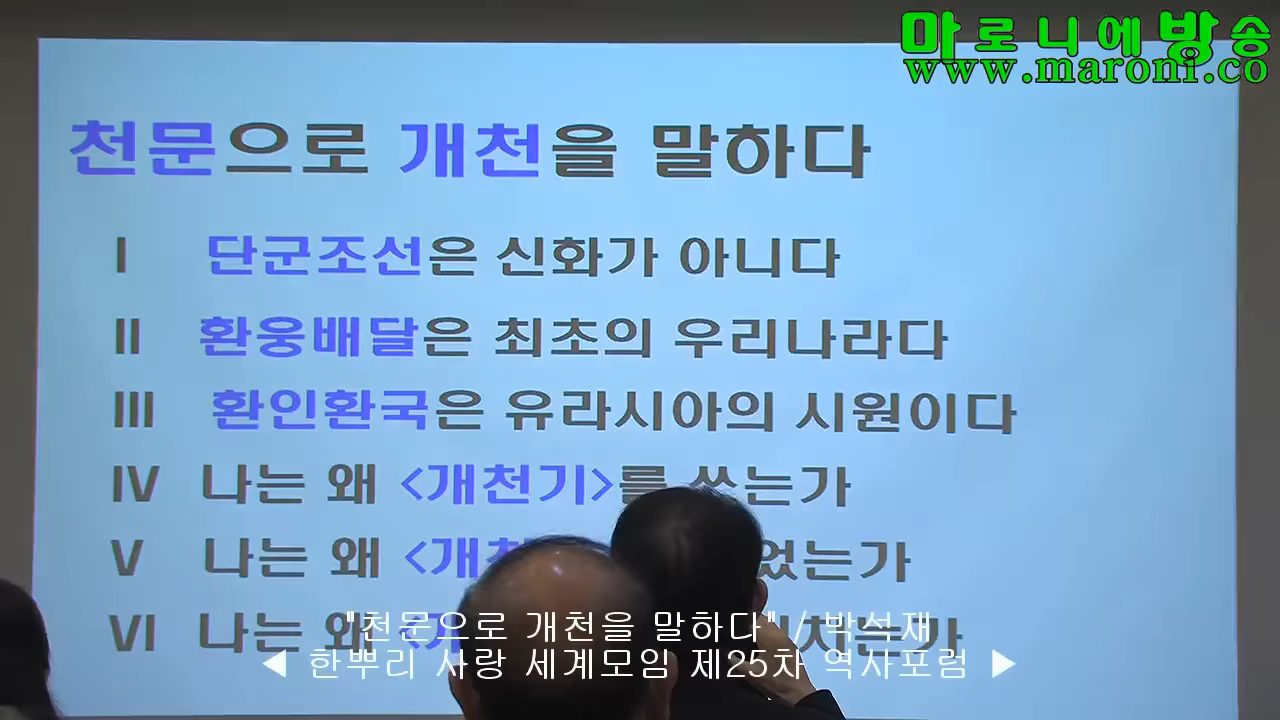 마로니에방송
www.maroni.co
천문으로 개천을 말하다
I 단군조선은 신화가 아니다
II 환웅배달은 최초의 우리나라다
III 환인환국은 유라시아의 시원이다
IV 나는 왜 <개천기>를 쓰는가
V 나는 왜
VI 나는 왜
"천문으로 개천을 말하다" / 박석재
◀ 한뿌리 사랑 세계모임 제25차 역사포럼 ▶